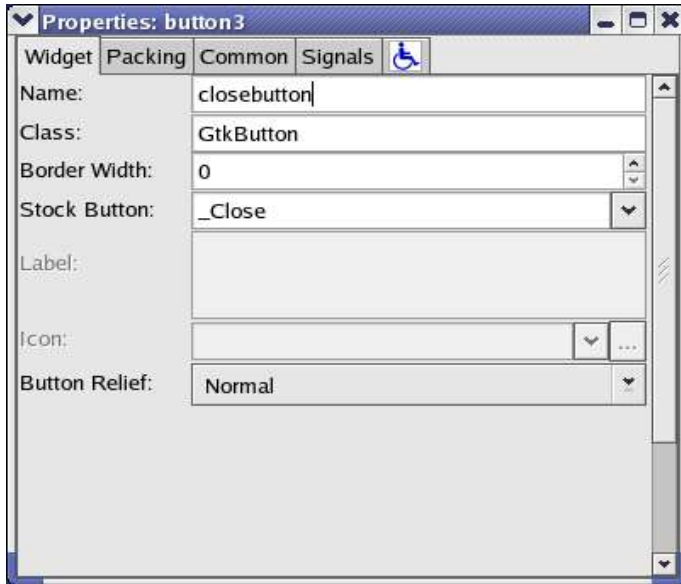 Properties: button3
Widget Packing Common Signals
Name: closebutton
Class: GtkButton
Border Width: 0
Stock Button: _Close
Label:
Icon: ...
Button Relief: Normal